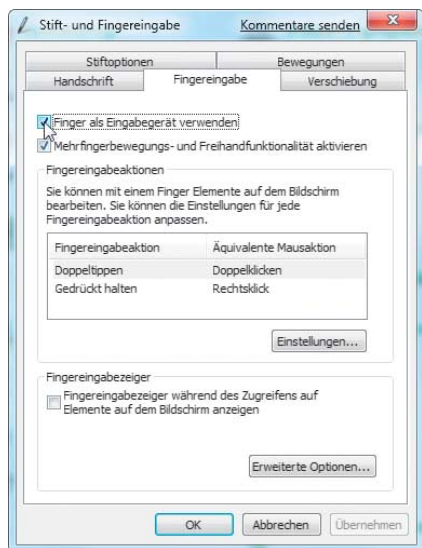 Stift- und Fingereingabe
Kommentare senden
Stiftoptionen
Bewegungen
Handschrift
Fingereingabe
Verschiebung
Finger als Eingabegerät verwenden
Mehrfingerbewegungs- und Freihandfunktionalität aktivieren
Fingereingabeaktionen
Sie können mit einem Finger Elemente auf dem Bildschirm
bearbeiten. Sie können die Einstellungen für jede
Fingereingabeaktion anpassen.
Fingereingabeaktion
Äquivalente Mausaktion
Doppeltippen
Doppelklicken
Gedrückt halten
Rechtsklick
Einstellungen...
Fingereingabezeiger
Fingereingabezeiger während des Zugreifens auf
Elemente auf dem Bildschirm anzeigen
Erweiterte Optionen...
OK
Abbrechen
Übernehmen